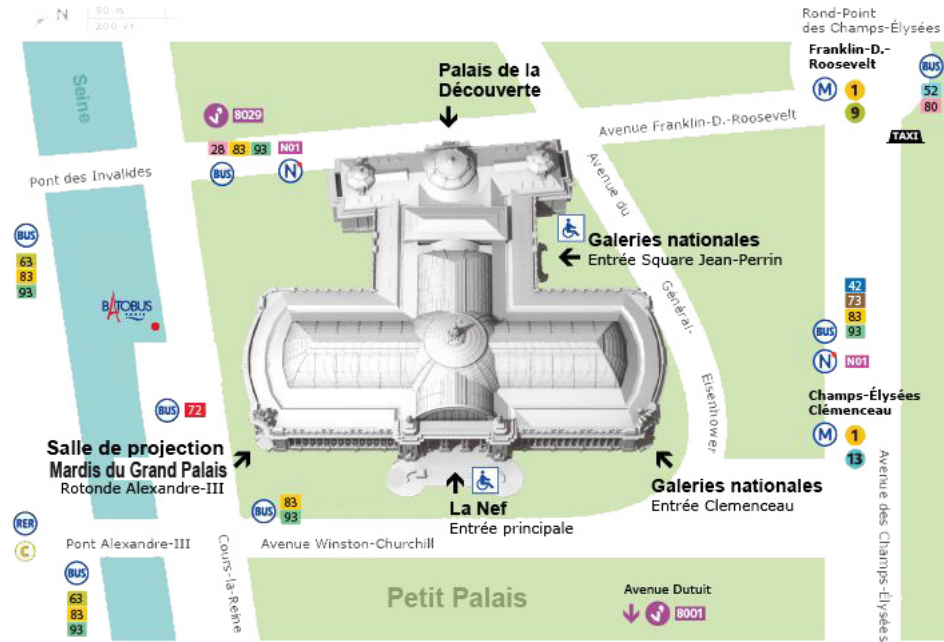 N
50 m
200 ft
Rond-Point
des Champs-Élysées
Franklin-D.-
Roosevelt
M 1
9
BUS
52
80
TAXI
Seine
Palais de la
Découverte
8029
28 83 93 N01
BUS N
Avenue Franklin-D.-Roosevelt
Pont des Invalides
Avenue du
Général-
Eisenhower
BUS
63
83
93
Galeries nationales
Entrée Square Jean-Perrin
BATOBUS
PARIS
42
73
83
BUS 93
N N01
BUS 72
Champs-Élysées
Clémenceau
M 1
13
Salle de projection
Mardis du Grand Palais
Rotonde Alexandre-III
La Nef
Entrée principale
Galeries nationales
Entrée Clemenceau
BUS 83
93
RER
C
Pont Alexandre-III
Cours-la-Reine
Avenue Winston-Churchill
Avenue des Champs-Élysées
BUS
63
83
93
Petit Palais
Avenue Dutuit
8001